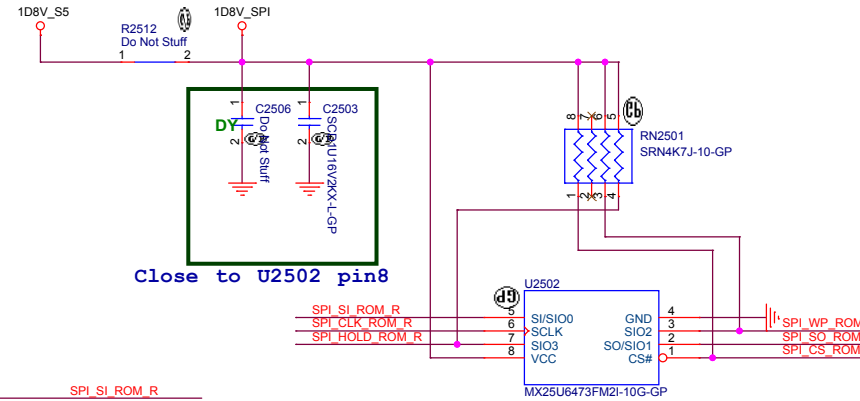 1D8V_S5
1D8V_SPI
R2512
Do Not Stuff
1
2
1
C2506
DY
2
Do Not Stuff
1
C2503
2
8
7
6
5
RN2501
SRN4K7J-10-GP
1
2
3
4
Close to U2502 pin8
U2502
SPI_SI_ROM_R
5
SI/SIO0
GND
4
SPI_CLK_ROM_R
6
SCLK
SIO2
3
SPI_WP_ROM
SPI_HOLD_ROM_R
7
SIO3
SO/SIO1
2
SPI_SO_ROM
8
VCC
CS#
1
SPI_CS_ROM
MX25U6473FM2I-10G-GP
SPI_SI_ROM_R